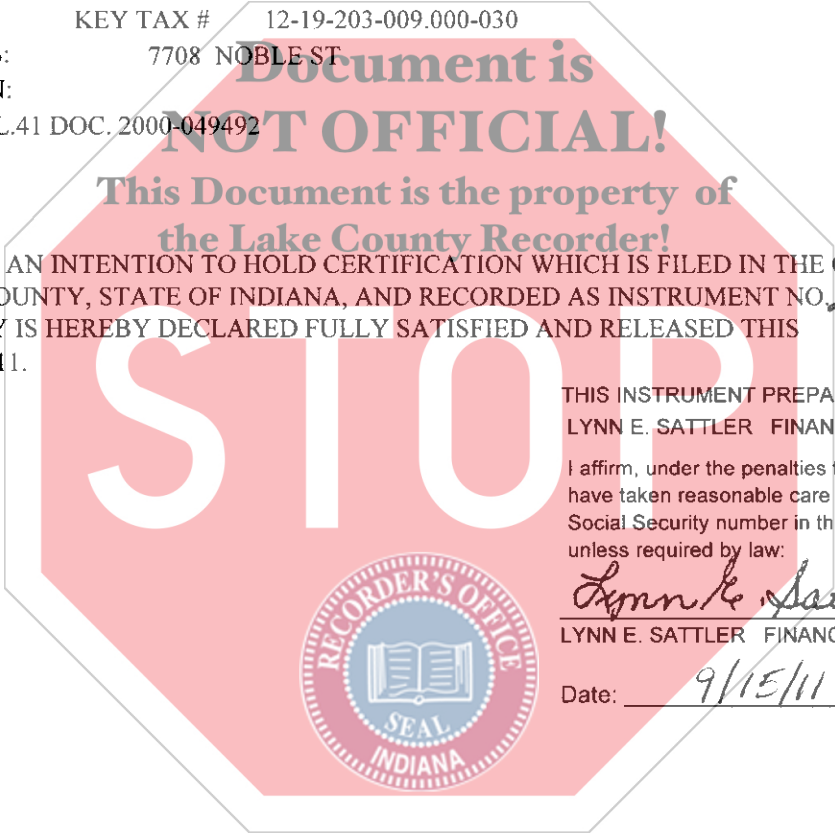 KEY TAX # 12-19-203-009.000-030
7708 NOBLE ST
Document is
NOT OFFICIAL!
L.41 DOC. 2000-049492
This Document is the property of
the Lake County Recorder!
AN INTENTION TO HOLD CERTIFICATION WHICH IS FILED IN THE
OUNTY, STATE OF INDIANA, AND RECORDED AS INSTRUMENT NO.
Y IS HEREBY DECLARED FULLY SATISFIED AND RELEASED THIS
11.
STOP
THIS INSTRUMENT PREPA
LYNN E. SATTLER FINAN
I affirm, under the penalties
have taken reasonable care
Social Security number in th
unless required by law:
Lynn E. Sat
LYNN E. SATTLER FINANC
Date: 9/15/11
RECORDER'S OFFICE
SEAL
INDIANA